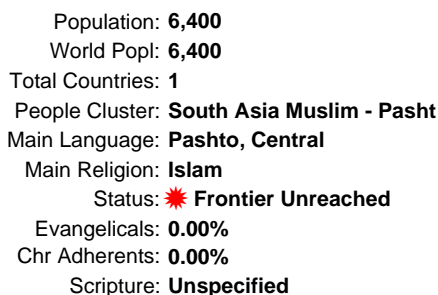 Population: 6,400
World Popl: 6,400
Total Countries: 1
People Cluster: South Asia Muslim - Pasht
Main Language: Pashto, Central
Main Religion: Islam
Status: Frontier Unreached
Evangelicals: 0.00%
Chr Adherents: 0.00%
Scripture: Unspecified